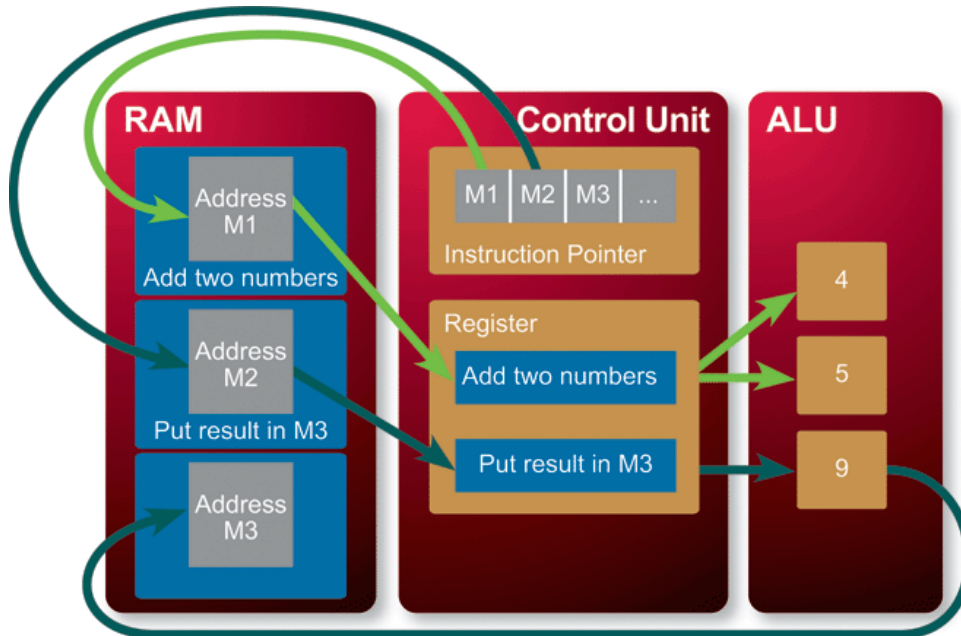 RAM
Address
M1
Add two numbers
Address
M2
Put result in M3
Address
M3
Control Unit
M1 M2 M3 ...
Instruction Pointer
Register
Add two numbers
Put result in M3
ALU
4
5
9